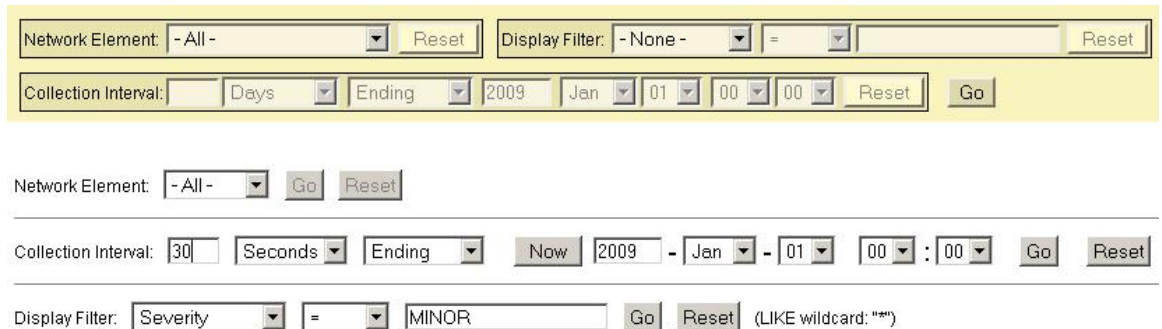 Network Element: - All - Reset Display Filter: - None - = Reset
Collection Interval: Days Ending 2009 Jan 01 00 00 Reset Go
Network Element: - All - Go Reset
Collection Interval: 30 Seconds Ending Now 2009 - Jan - 01 00 : 00 Go Reset
Display Filter: Severity = MINOR Go Reset (LIKE wildcard: "*")